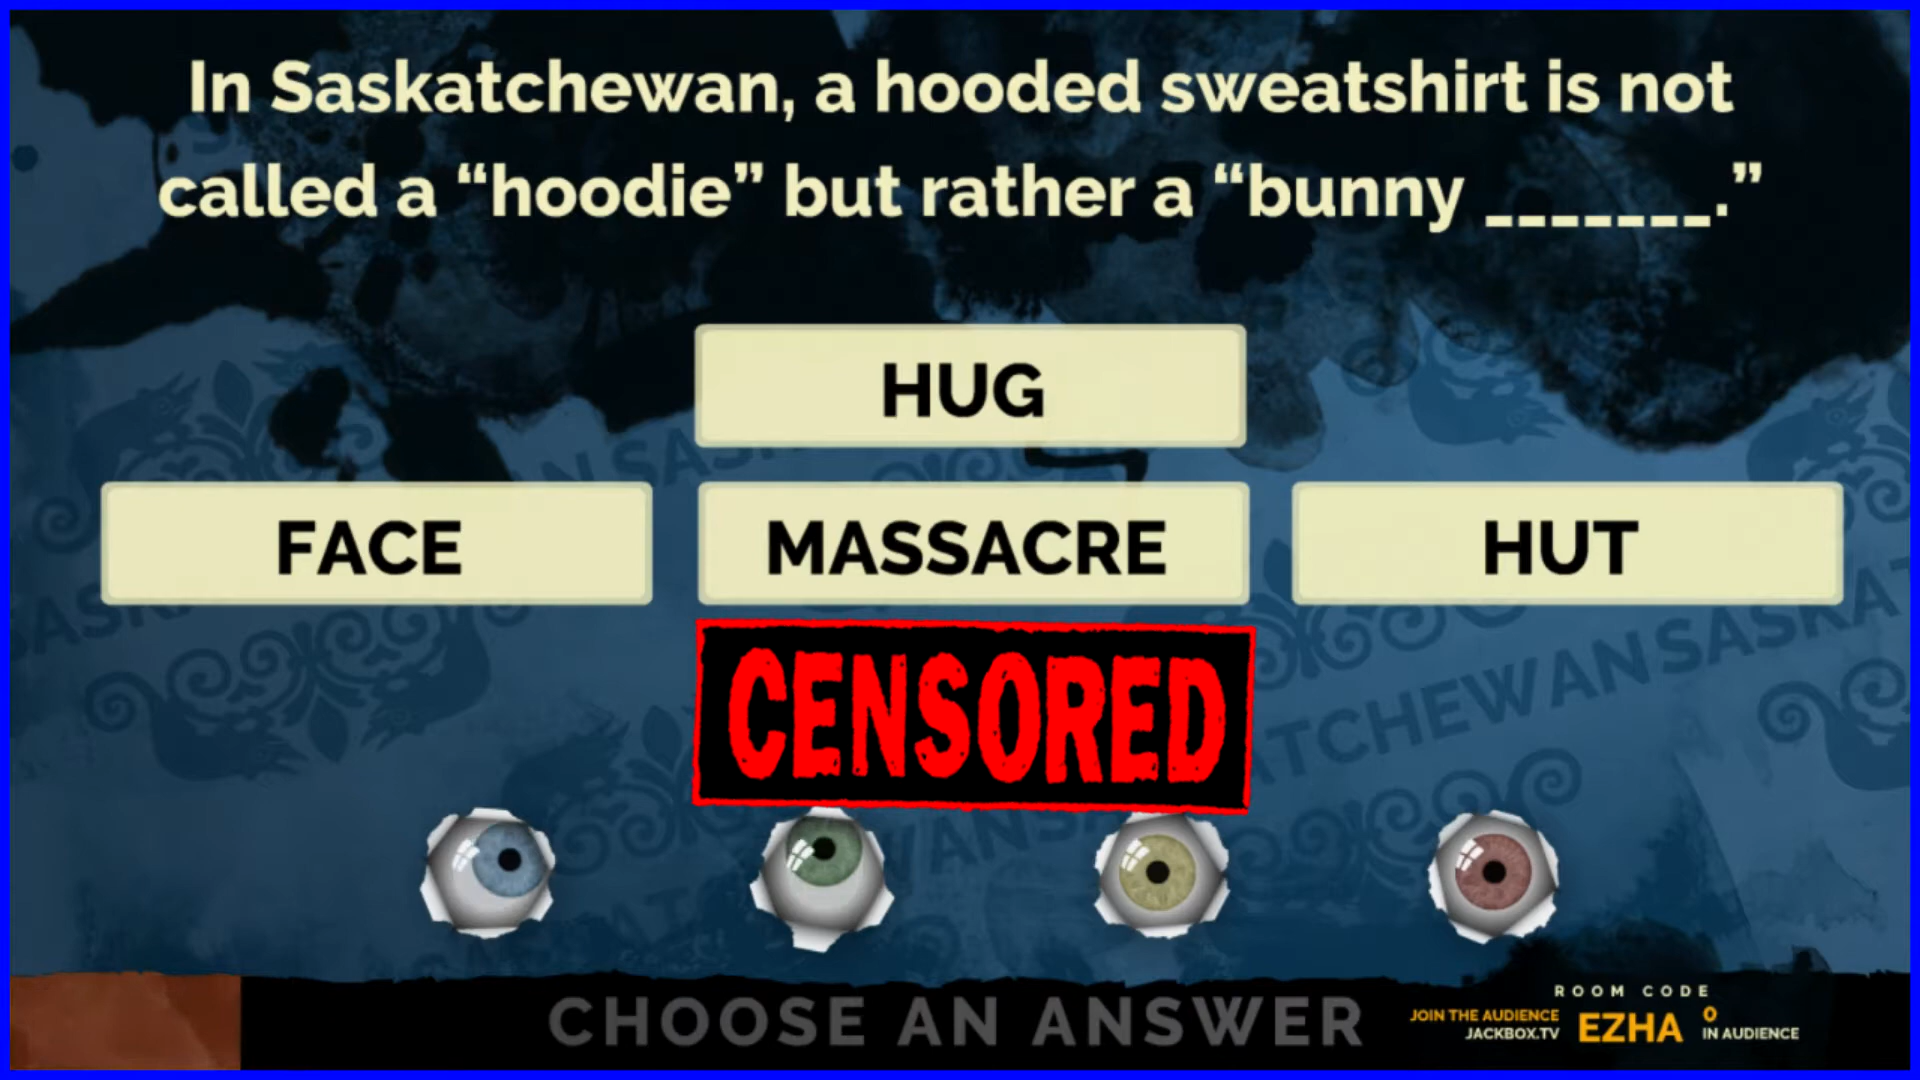 In Saskatchewan, a hooded sweatshirt is not
called a “hoodie” but rather a “bunny _______.”
HUG
FACE
MASSACRE
HUT
CENSORED
CHOOSE AN ANSWER
ROOM CODE
JOIN THE AUDIENCE
JACKBOX.TV
EZHA
0
IN AUDIENCE